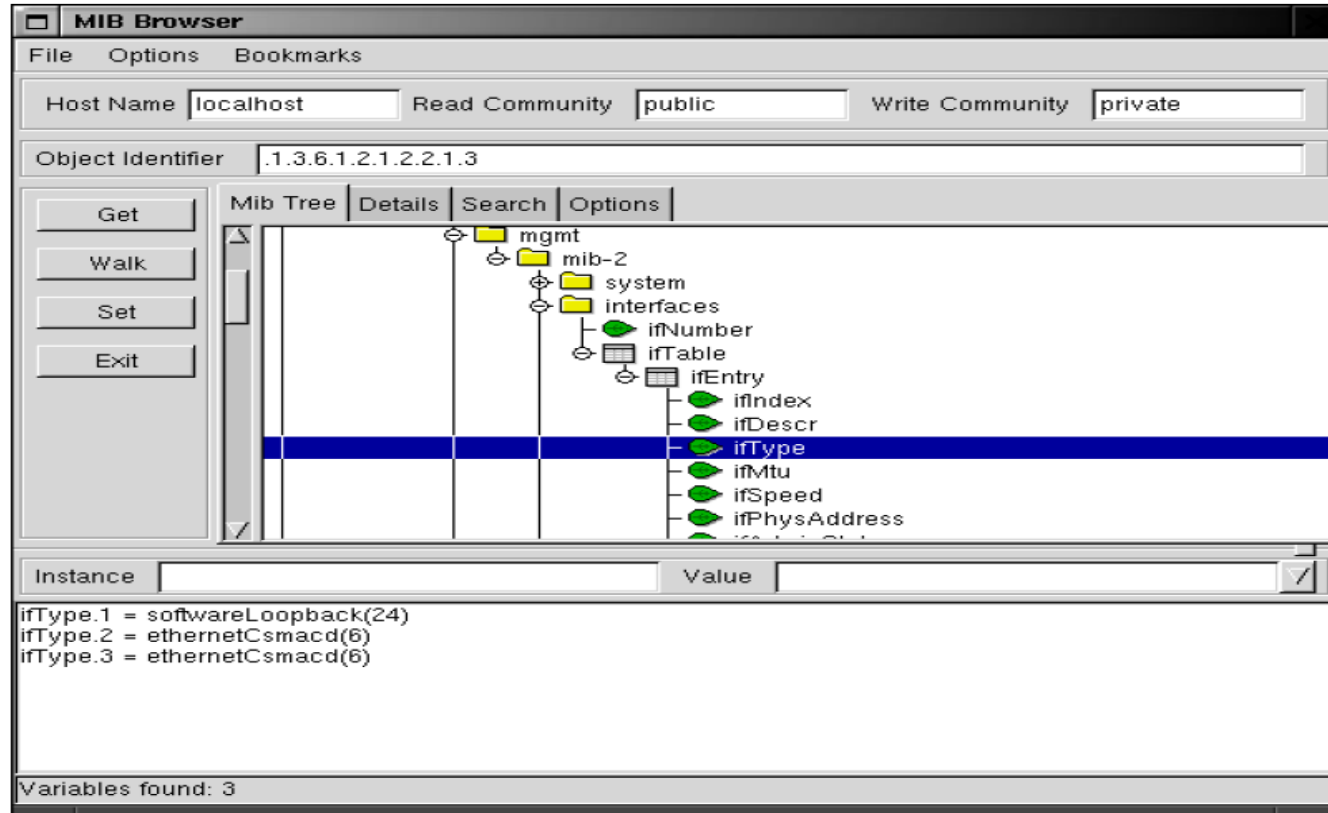 MIB Browser
File Options Bookmarks
Host Name localhost Read Community public Write Community private
Object Identifier .1.3.6.1.2.1.2.2.1.3
Get
Walk
Set
Exit
Mib Tree Details Search Options
mgmt
mib-2
system
interfaces
ifNumber
ifTable
ifEntry
ifIndex
ifDescr
ifType
ifMtu
ifSpeed
ifPhysAddress
Instance Value
ifType.1 = softwareLoopback(24)
ifType.2 = ethernetCsmacd(6)
ifType.3 = ethernetCsmacd(6)
Variables found: 3